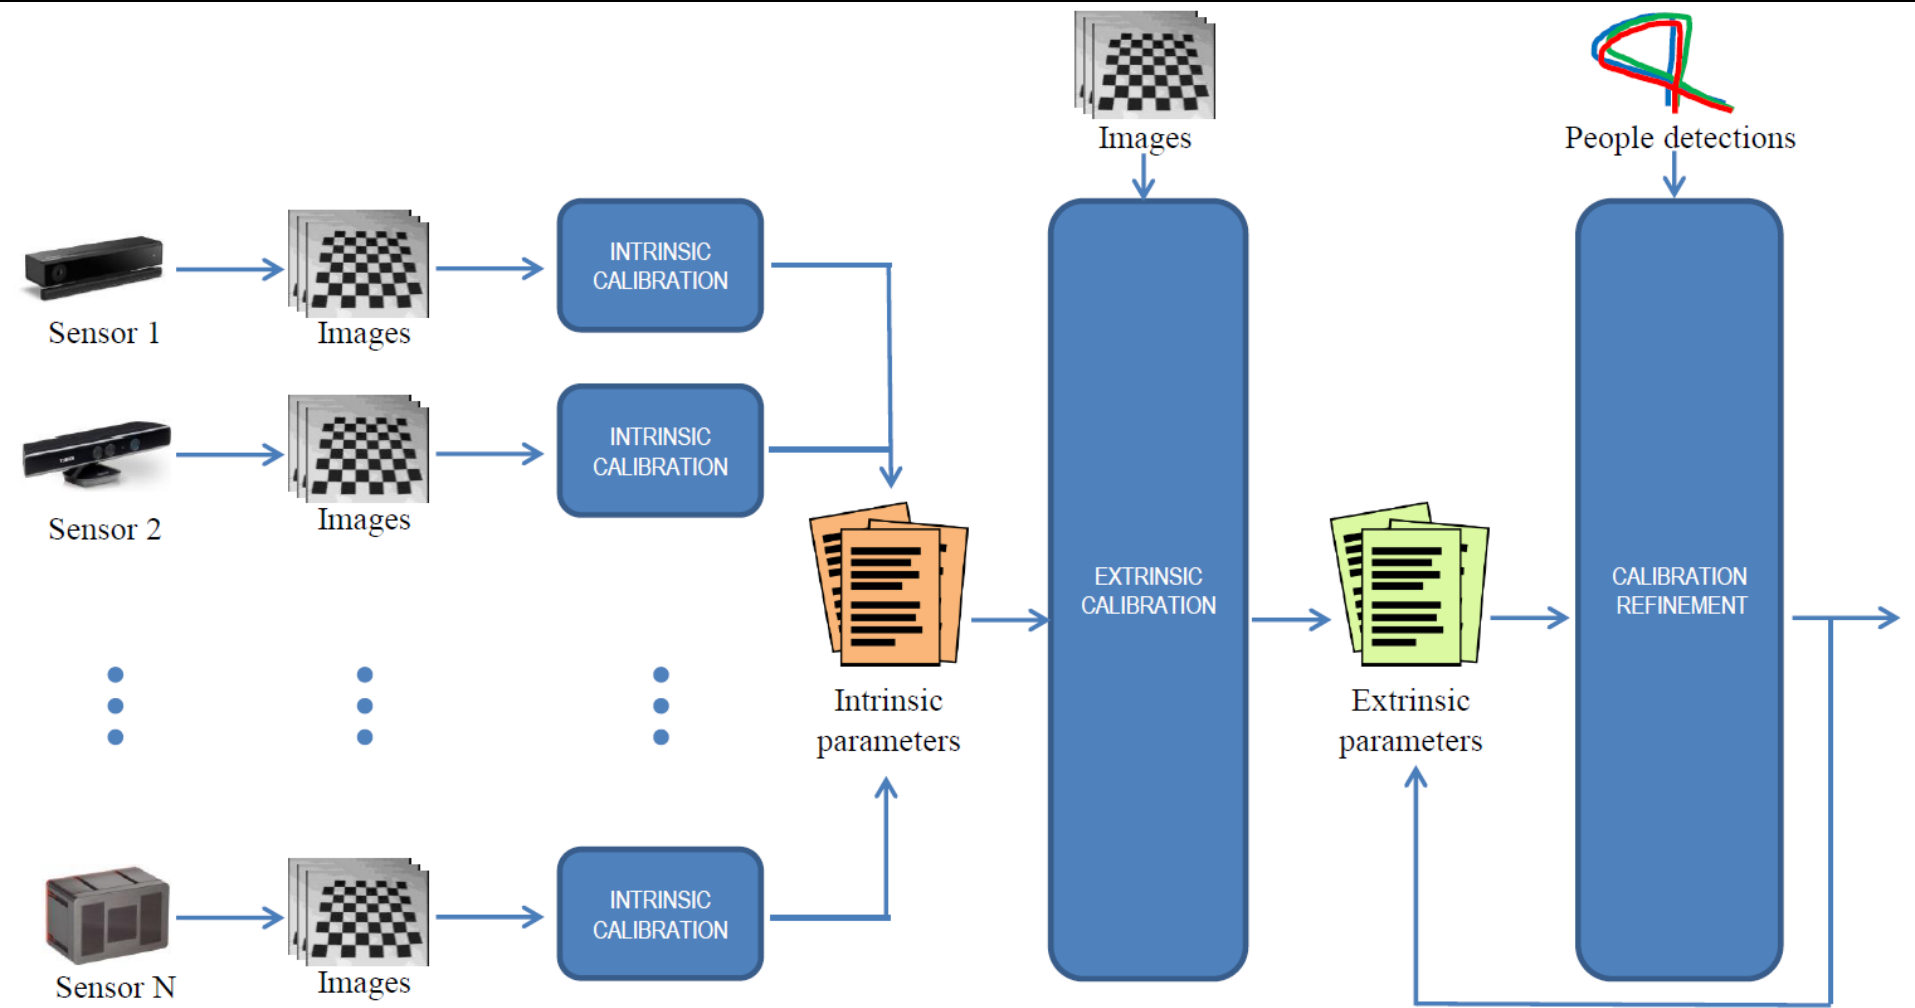 Images
People detections
INTRINSIC
CALIBRATION
Sensor 1
Images
INTRINSIC
CALIBRATION
Sensor 2
Images
EXTRINSIC
CALIBRATION
CALIBRATION
REFINEMENT
Intrinsic
parameters
Extrinsic
parameters
INTRINSIC
CALIBRATION
Sensor N
Images